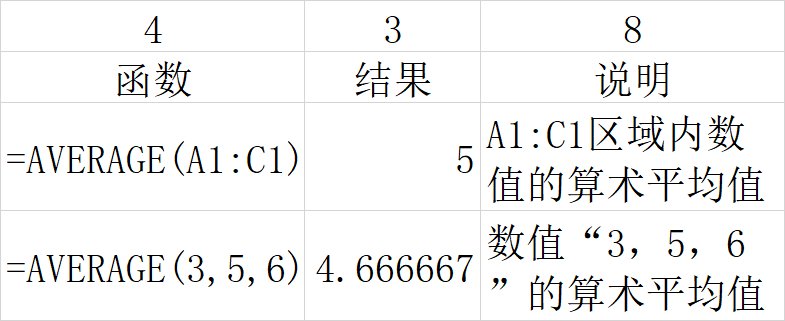 4 3 8
函数 结果 说明
=AVERAGE(A1:C1) 5 A1:C1区域内数
值的算术平均值
=AVERAGE(3,5,6) 4.666667 数值“3，5，6
”的算术平均值